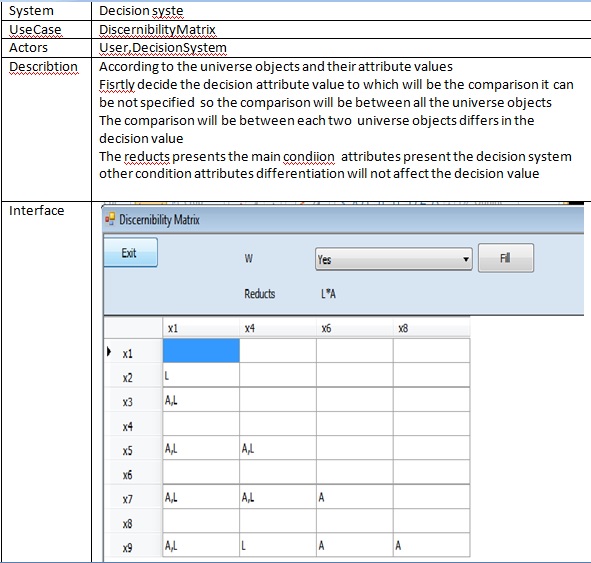 System Decision syste
UseCase DiscernibilityMatrix
Actors User,DecisionSystem
Describtion According to the universe objects and their attribute values
Fisrtly decide the decision attribute value to which will be the comparison it can
be not specified so the comparison will be between all the universe objects
The comparison will be between each two universe objects differs in the
decision value
The reducts presents the main condiion attributes present the decision system
other condition attributes differentiation will not affect the decision value
Interface
Discernibility Matrix
Exit W Yes Fill
Reducts L*A
x1 x4 x6 x8
x1
x2 L
x3 A,L
x4
x5 A,L A,L
x6
x7 A,L A,L A
x8
x9 A,L L A A